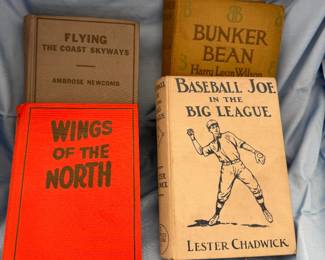 FLYING
THE COAST SKYWAYS
AMBROSE NEWCOMB
BUNKER
BEAN
Harry Leon Wilson
WINGS
OF THE
NORTH
BASEBALL JOE
IN THE
BIG LEAGUE
LESTER CHADWICK